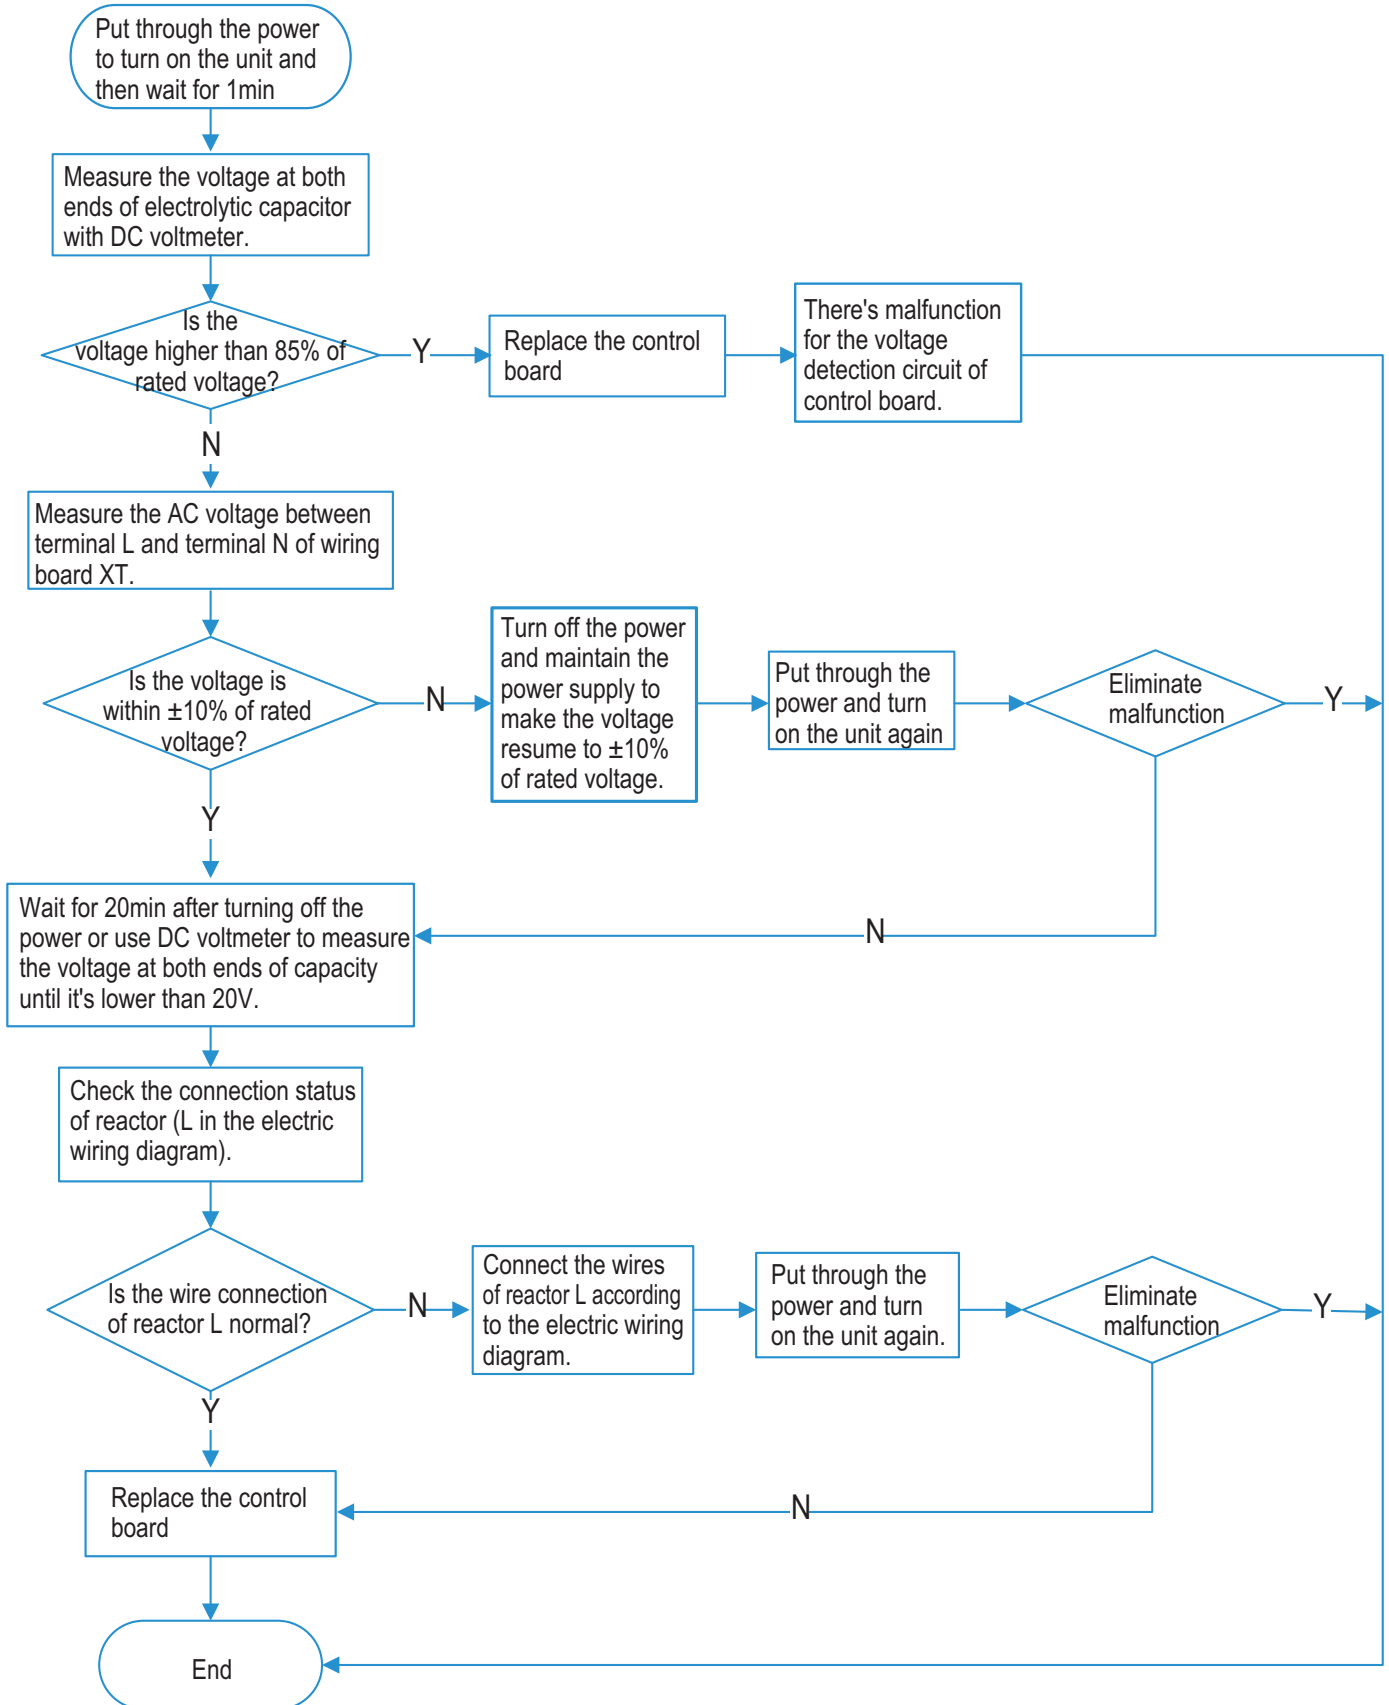 Put through the power
to turn on the unit and
then wait for 1min
Measure the voltage at both
ends of electrolytic capacitor
with DC voltmeter.
Is the
voltage higher than 85% of
rated voltage?
Y
Replace the control
board
There's malfunction
for the voltage
detection circuit of
control board.
N
Measure the AC voltage between
terminal L and terminal N of wiring
board XT.
Is the voltage is
within ±10% of rated
voltage?
N
Turn off the power
and maintain the
power supply to
make the voltage
resume to ±10%
of rated voltage.
Put through the
power and turn
on the unit again
Eliminate
malfunction
Y
Y
Wait for 20min after turning off the
power or use DC voltmeter to measure
the voltage at both ends of capacity
until it's lower than 20V.
N
Check the connection status
of reactor (L in the electric
wiring diagram).
Is the wire connection
of reactor L normal?
N
Connect the wires
of reactor L according
to the electric wiring
diagram.
Put through the
power and turn
on the unit again.
Eliminate
malfunction
Y
Y
Replace the control
board
N
End